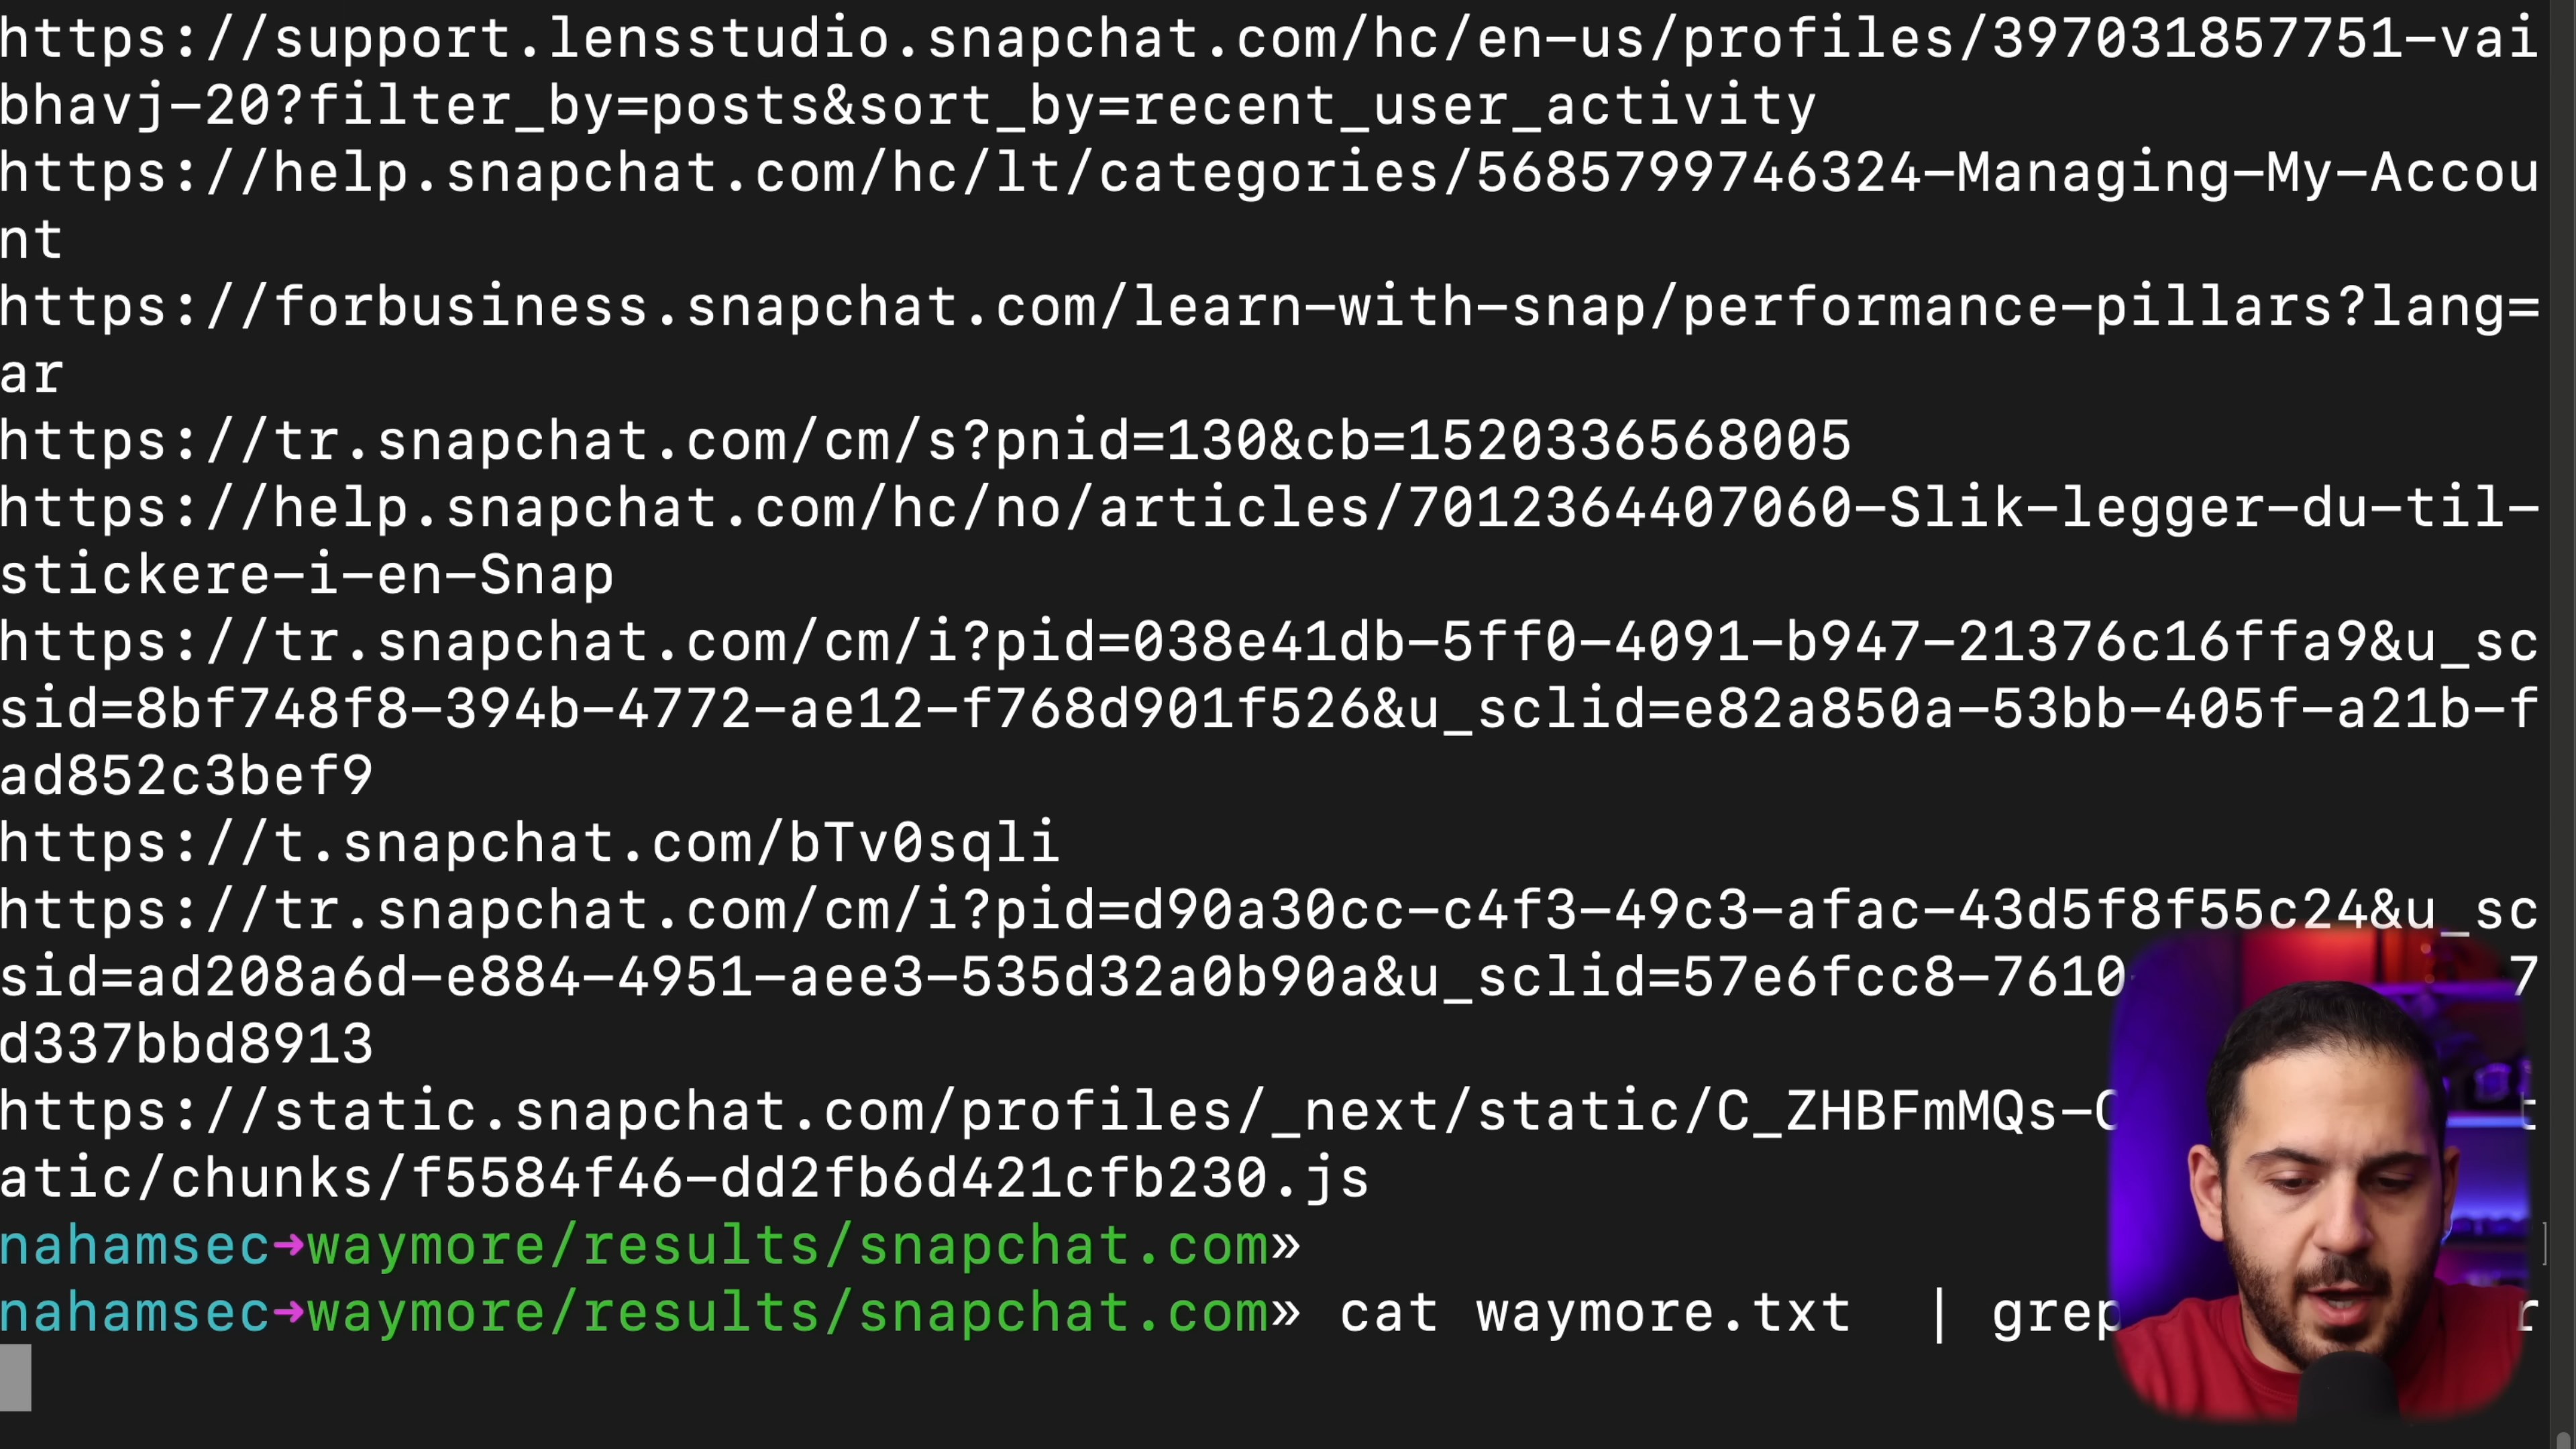 https://support.lensstudio.snapchat.com/hc/en-us/profiles/397031857751-vai
bhavj-20?filter_by=posts&sort_by=recent_user_activity
https://help.snapchat.com/hc/lt/categories/5685799746324-Managing-My-Accou
nt
https://forbusiness.snapchat.com/learn-with-snap/performance-pillars?lang=
ar
https://tr.snapchat.com/cm/s?pnid=130&cb=1520336568005
https://help.snapchat.com/hc/no/articles/7012364407060-Slik-legger-du-til-
stickere-i-en-Snap
https://tr.snapchat.com/cm/i?pid=038e41db-5ff0-4091-b947-21376c16ffa9&u_sc
sid=8bf748f8-394b-4772-ae12-f768d901f526&u_sclid=e82a850a-53bb-405f-a21b-f
ad852c3bef9
https://t.snapchat.com/bTv0sqli
https://tr.snapchat.com/cm/i?pid=d90a30cc-c4f3-49c3-afac-43d5f8f55c24&u_sc
sid=ad208a6d-e884-4951-aee3-535d32a0b90a&u_sclid=57e6fcc8-7610 7
d337bbd8913
https://static.snapchat.com/profiles/_next/static/C_ZHBFmMQs- t
atic/chunks/f5584f46-dd2fb6d421cfb230.js
nahamsec→waymore/results/snapchat.com»
nahamsec→waymore/results/snapchat.com» cat waymore.txt | grep r